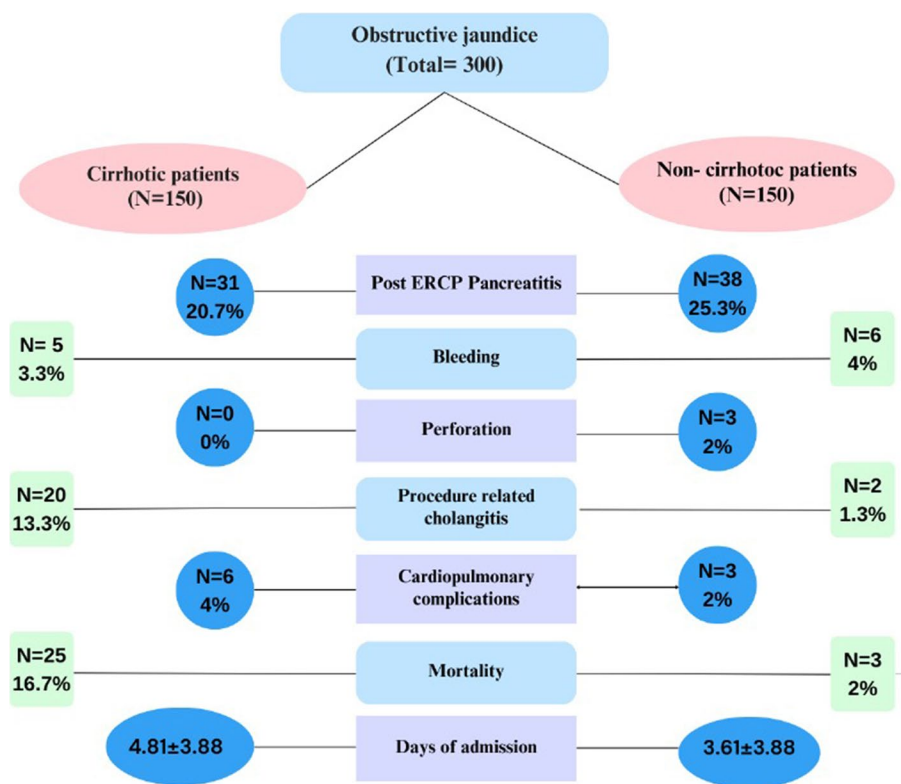 Obstructive jaundice
(Total= 300)
Cirrhotic patients
(N=150)
Non- cirrhotoc patients
(N=150)
N=31
20.7%
Post ERCP Pancreatitis
N=38
25.3%
N= 5
3.3%
Bleeding
N=6
4%
N=0
0%
Perforation
N=3
2%
N=20
13.3%
Procedure related
cholangitis
N=2
1.3%
N=6
4%
Cardiopulmonary
complications
N=3
2%
N=25
16.7%
Mortality
N=3
2%
4.81±3.88
Days of admission
3.61±3.88